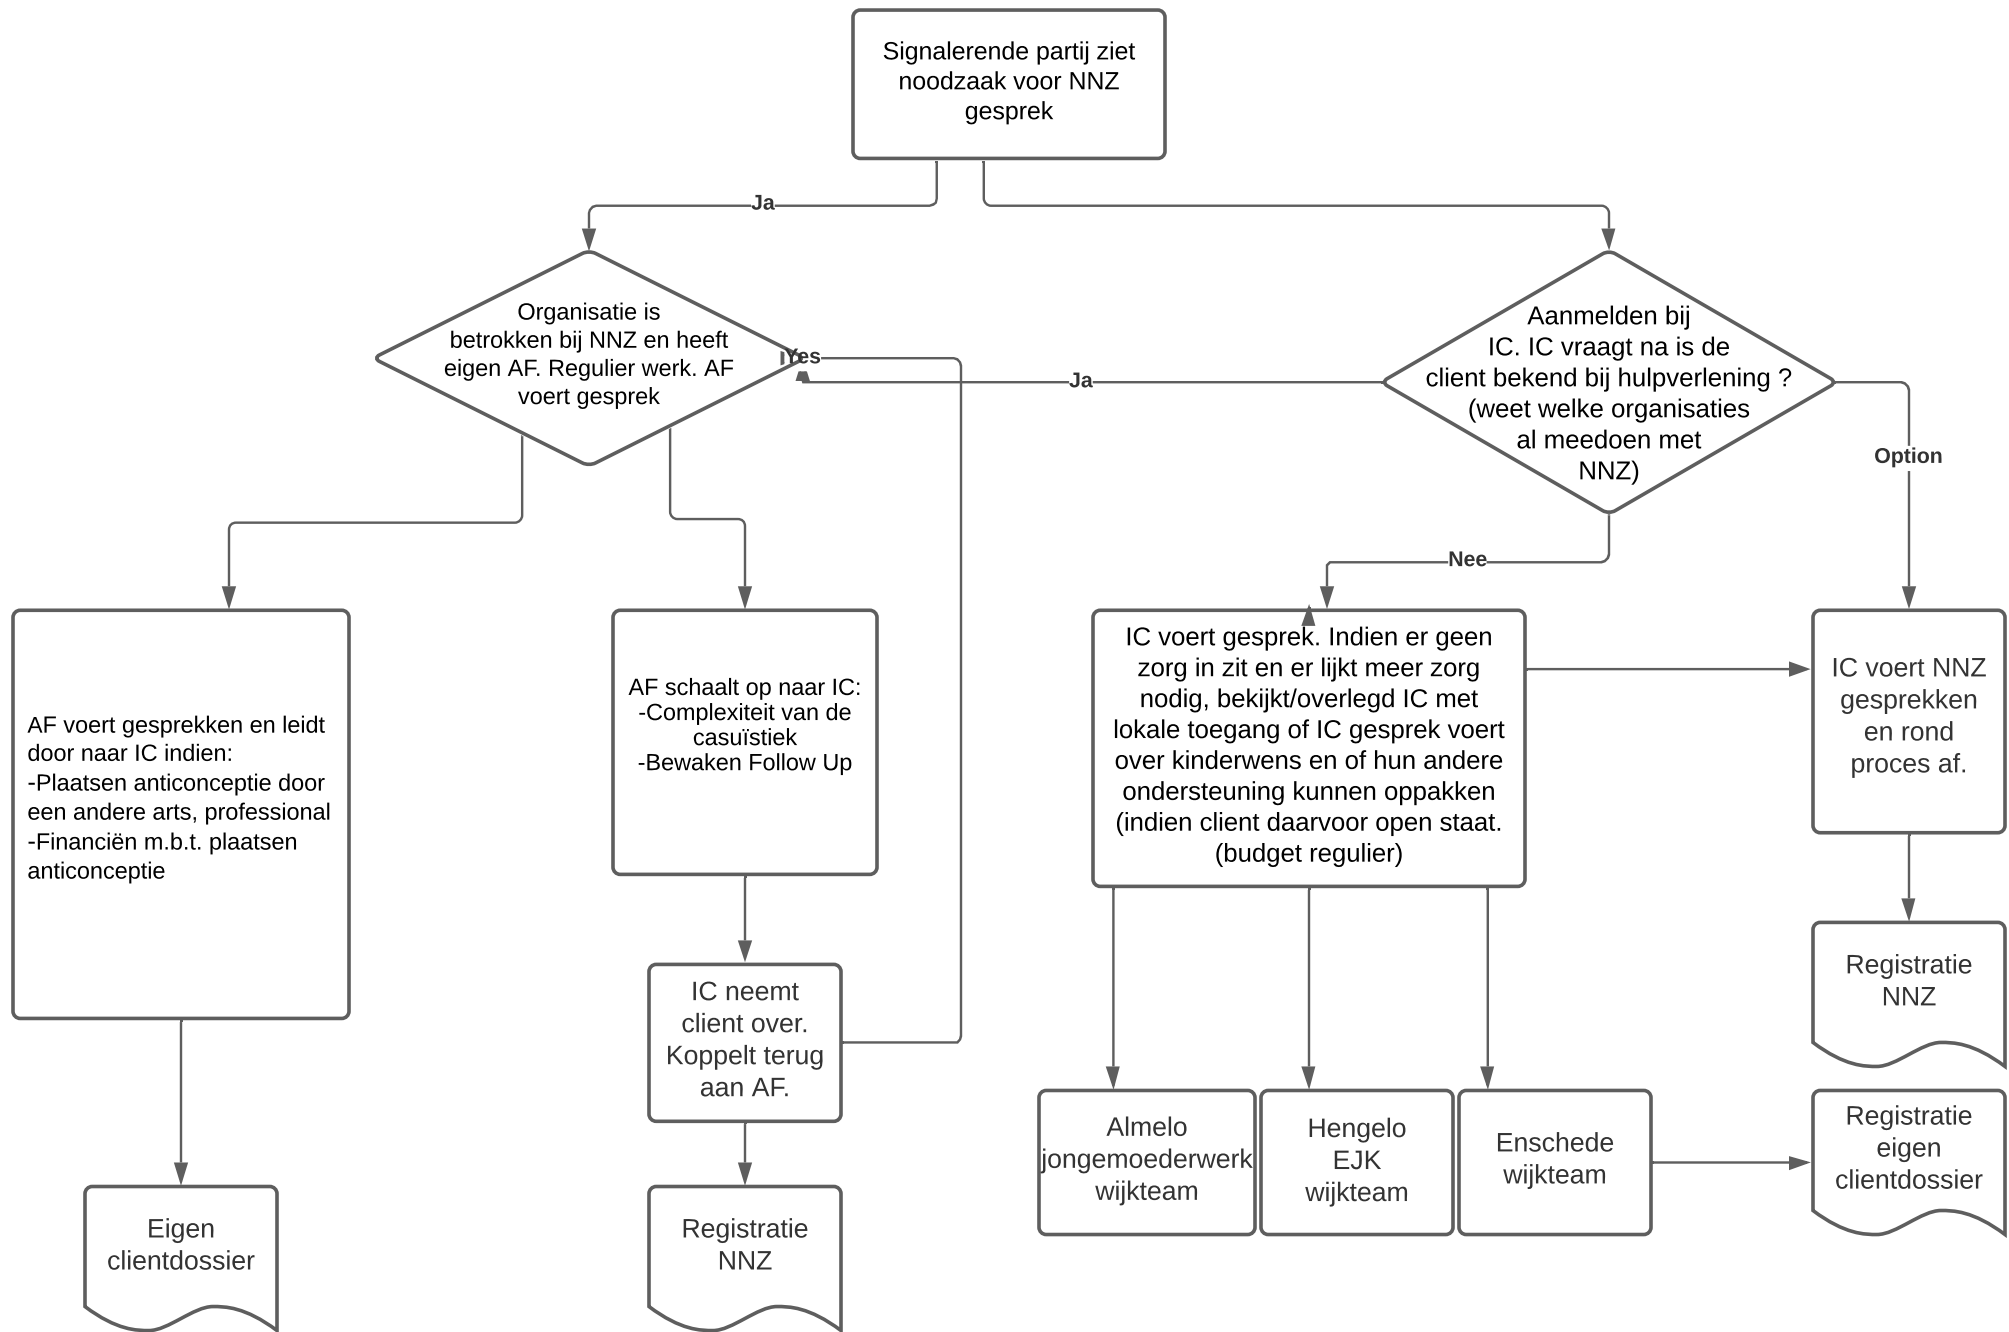 Signalerende partij ziet
noodzaak voor NNZ
gesprek
Ja
Organisatie is
betrokken bij NNZ en heeft
eigen AF. Regulier werk. AF
voert gesprek
Yes
Ja
Aanmelden bij
IC. IC vraagt na is de
client bekend bij hulpverlening ?
(weet welke organisaties
al meedoen met
NNZ)
Option
Nee
AF voert gesprekken en leidt
door naar IC indien:
-Plaatsen anticonceptie door
een andere arts, professional
-Financiën m.b.t. plaatsen
anticonceptie
AF schaalt op naar IC:
-Complexiteit van de
casuïstiek
-Bewaken Follow Up
IC voert gesprek. Indien er geen
zorg in zit en er lijkt meer zorg
nodig, bekijkt/overlegd IC met
lokale toegang of IC gesprek voert
over kinderwens en of hun andere
ondersteuning kunnen oppakken
(indien client daarvoor open staat.
(budget regulier)
IC voert NNZ
gesprekken
en rond
proces af.
IC neemt
client over.
Koppelt terug
aan AF.
Registratie
NNZ
Almelo
jongemoederwerk
wijkteam
Hengelo
EJK
wijkteam
Enschede
wijkteam
Registratie
eigen
clientdossier
Eigen
clientdossier
Registratie
NNZ